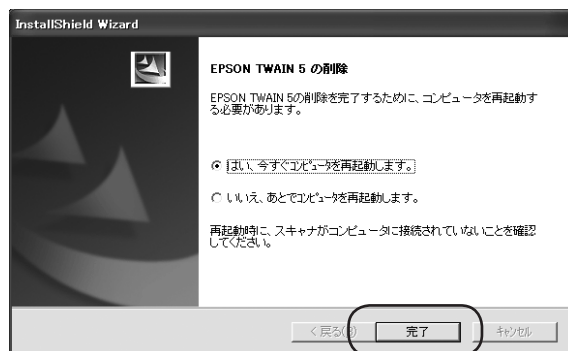 InstallShield Wizard
EPSON TWAIN 5 の削除
EPSON TWAIN 5の削除を完了するために、コンピュータを再起動す
る必要があります。
はい、今すぐコンピュータを再起動します。
いいえ、あとでコンピュータを再起動します。
再起動時に、スキャナがコンピュータに接続されていないことを確認
してください。
< 戻る(B) 完了 キャンセル